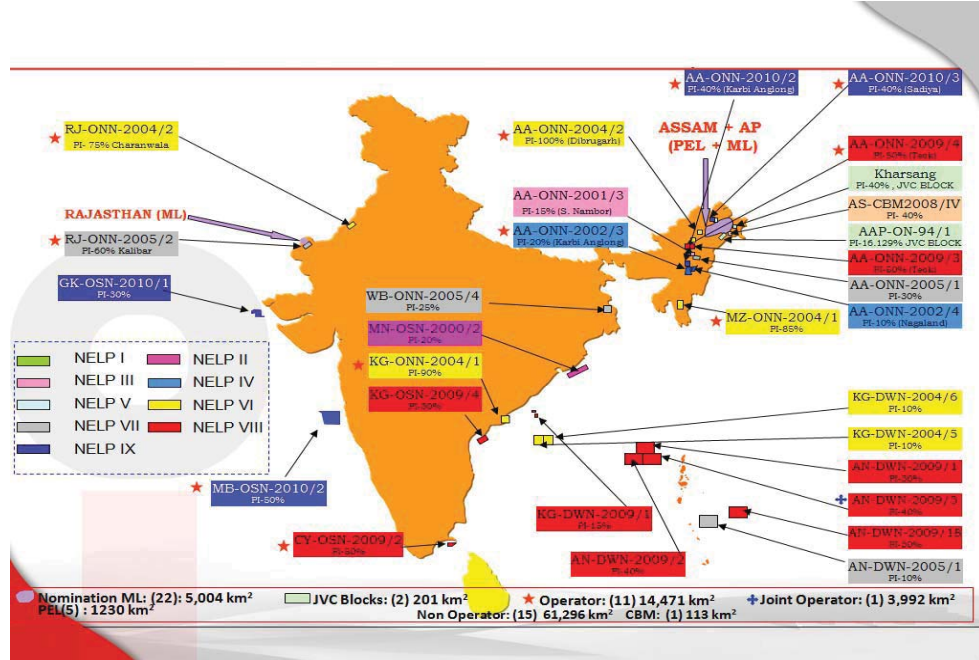 AA-ONN-2010/2
PI-40% (Karbi Anglong)
AA-ONN-2010/3
PI-40% (Sadiya)
RJ-ONN-2004/2
PI- 75% Charanwala
AA-ONN-2004/2
PI-100% (Dibrugarh)
ASSAM + AP
(PEL + ML)
AA-ONN-2009/4
PI-50% (Teok)
Kharsang
PI-40% , JVC BLOCK
AA-ONN-2001/3
PI-15% (S. Nambor)
AS-CBM2008/IV
PI- 40%
RAJASTHAN (ML)
AA-ONN-2002/3
PI-20% (Karbi Anglong)
AAP-ON-94/1
PI-16.129% JVC BLOCK
RJ-ONN-2005/2
PI-60% Kalibar
AA-ONN-2009/3
PI-50% (Teok)
GK-OSN-2010/1
PI-30%
AA-ONN-2005/1
PI-30%
WB-ONN-2005/4
PI-25%
MZ-ONN-2004/1
PI-85%
AA-ONN-2002/4
PI-10% (Nagaland)
MN-OSN-2000/2
PI-20%
KG-ONN-2004/1
PI-90%
KG-OSN-2009/4
PI-30%
NELP I
NELP II
NELP III
NELP IV
NELP V
NELP VI
NELP VII
NELP VIII
NELP IX
KG-DWN-2004/6
PI-10%
KG-DWN-2004/5
PI-10%
AN-DWN-2009/1
PI-30%
MB-OSN-2010/2
PI-50%
AN-DWN-2009/3
PI-40%
KG-DWN-2009/1
PI-15%
AN-DWN-2009/18
PI-30%
CY-OSN-2009/2
PI-50%
AN-DWN-2009/2
PI-40%
AN-DWN-2005/1
PI-10%
Nomination ML: (22): 5,004 km² JVC Blocks: (2) 201 km² Operator: (11) 14,471 km² Joint Operator: (1) 3,992 km²
PEL(5) : 1230 km² Non Operator: (15) 61,296 km² CBM: (1) 113 km²